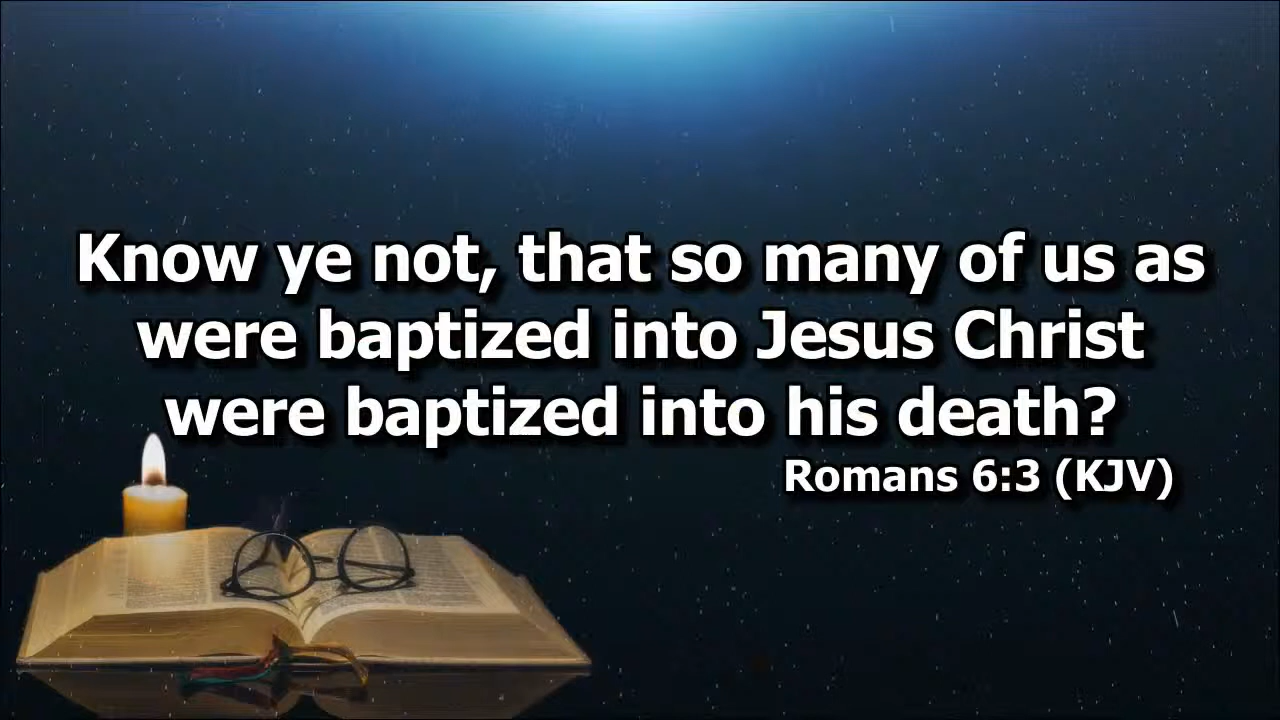 Know ye not, that so many of us as
were baptized into Jesus Christ
were baptized into his death?
Romans 6:3 (KJV)